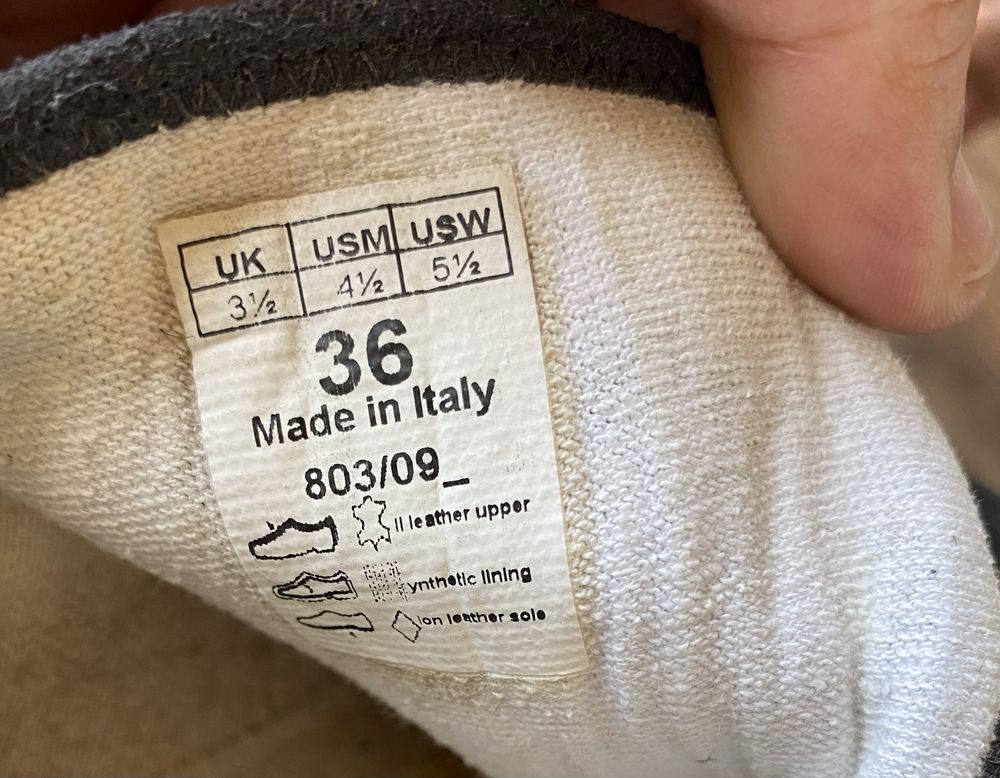 UK USM USW
3½ 4½ 5½
36
Made in Italy
803/09_
ll leather upper
ynthetic lining
on leather sole